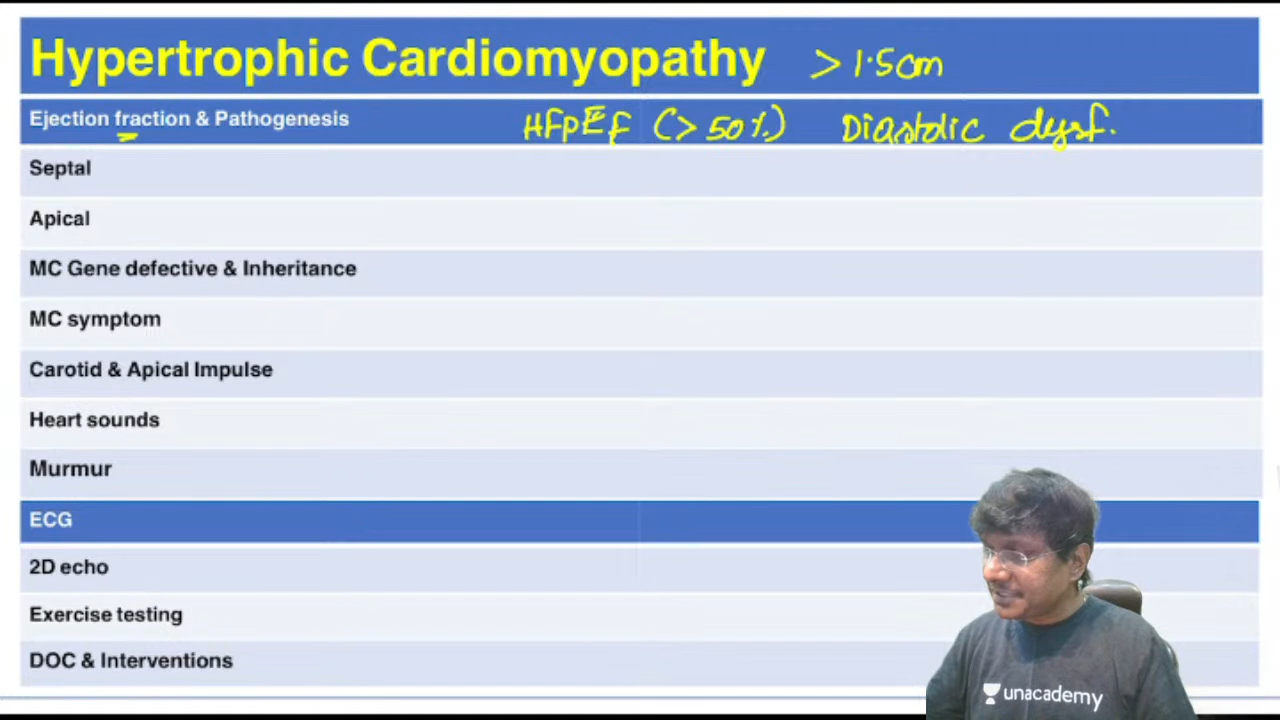 Hypertrophic Cardiomyopathy > 1.5cm
Ejection fraction & Pathogenesis HFpEf (> 50%) Diastolic dysf.
Septal
Apical
MC Gene defective & Inheritance
MC symptom
Carotid & Apical Impulse
Heart sounds
Murmur
ECG
2D echo
Exercise testing
DOC & Interventions
unacademy